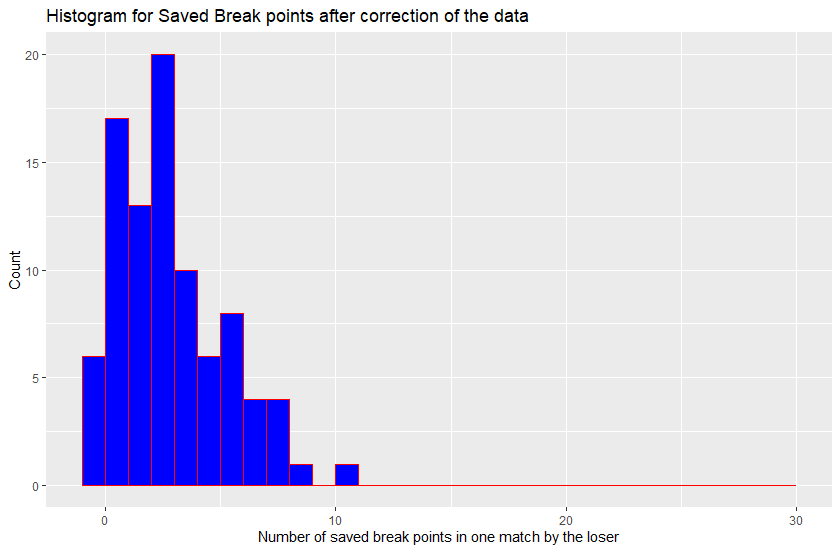 Histogram for Saved Break points after correction of the data
20
15
10
5
0
Count
0 10 20 30
Number of saved break points in one match by the loser